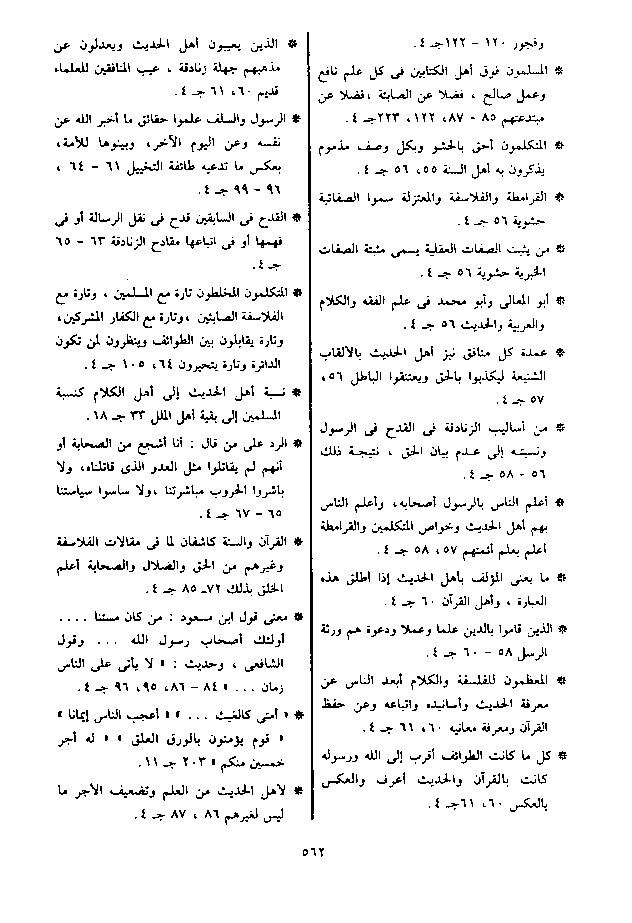 وفجور ١٢٠ - ١٢٢ جـ ٤.
* المسلمون فوق أهل الكتابين فى كل علم نافع
وعمل صالح ، فضلا عن الصابئة ، فضلا عن
مبتدعتهم ٨٥ - ٨٧، ١٢٢، ٢٢٣جـ ٤.
* المتكلمون أحق بالحشو وبكل وصف مذموم
يذكرون به أهل السنة ٥٥، ٥٦ جـ ٤.
* القرامطة والفلاسفة والمعتزلة سموا الصفاتية
حشوية ٥٦ جـ ٤.
* من يثبت الصفات العقلية يسمى مثبتة الصفات
الخبرية حشوية ٥٦ جـ ٤.
* أبو المعالى وأبو محمد فى علم الفقه والكلام
والعربية والحديث ٥٦ جـ ٤.
* عمدة كل منافق نبز أهل الحديث بالألقاب
الشنيعة ليكذبوا بالحق ويعتنقوا الباطل ٥٦،
٥٧ جـ ٤.
* من أساليب الزنادقة فى القدح فى الرسول
ونسبته إلى عدم بيان الحق ، نتيجة ذلك
٥٦ - ٥٨ جـ ٤.
* أعلم الناس بالرسول أصحابه، وأعلم الناس
بهم أهل الحديث وخواص المتكلمين والقرامطة
أعلم بعلم أئمتهم ٥٧، ٥٨ جـ ٤.
* ما يعنى المؤلف بأهل الحديث إذا أطلق هذه
العبارة ، وأهل القرآن ٦٠ جـ ٤.
* الذين قاموا بالدين علما وعملا ودعوة هم ورثة
الرسل ٥٨ - ٦٠ جـ ٤.
* المعظمون للفلسفة والكلام أبعد الناس عن
معرفة الحديث وأسانيده واتباعه وعن حفظ
القرآن ومعرفة معانيه ٦٠، ٦١ جـ ٤.
* كل ما كانت الطوائف أقرب إلى الله ورسوله
كانت بالقرآن والحديث أعرف والعكس
بالعكس ٦٠، ٦١جـ ٤.
* الذين يعيبون أهل الحديث ويعدلون عن
مذهبهم جهلة زنادقة ، عيب المنافقين للعلماء
قديم ٦٠، ٦١ جـ ٤.
* الرسول والسلف علموا حقائق ما أخبر الله عن
نفسه وعن اليوم الآخر، وبينوها للأمة،
بعكس ما تدعيه طائفة التخييل ٦١ - ٦٤ ،
٩٦ - ٩٩ جـ ٤.
* القدح فى السابقين قدح فى نقل الرسالة أو فى
فهمها أو فى اتباعها مقادح الزنادقة ٦٣ - ٦٥
جـ ٤.
* المتكلمون المخلطون تارة مع المسلمين ، وتارة مع
الفلاسفة الصابئين ، وتارة مع الكفار المشركين،
وتارة يقابلون بين الطوائف وينظرون لمن تكون
الدائرة وتارة يتحيرون ٦٤، ١٠٥ جـ ٤.
* نسبة أهل الحديث إلى أهل الكلام كنسبة
المسلمين إلى بقية أهل الملل ٣٣ جـ ١٨.
* الرد على من قال : أنا أشجع من الصحابة أو
أنهم لم يقاتلوا مثل العدو الذى قاتلناه، ولا
باشروا الحروب مباشرتنا ، ولا ساسوا سياستنا
٦٥ - ٦٧ جـ ٤.
* القرآن والسنة كاشفان لما فى مقالات الفلاسفة
وغيرهم من الحق والضلال والصحابة أعلم
الخلق بذلك ٧٢ـ ٨٥ جـ ٤.
* معنى قول ابن مسعود : من كان مستنا ....
أولئك أصحاب رسول الله ... وقول
الشافعى ، وحديث : « لا يأتى على الناس
زمان ... » ٨٤ - ٨٦، ٩٥، ٩٦ جـ ٤.
* « أمتى كالغيث ... » « أعجب الناس إيمانا »
« قوم يؤمنون بالورق العلق » « له أجر
خمسين منكم » ٢٠٣ جـ ١١.
* لأهل الحديث من العلم وتضعيف الأجر ما
ليس لغيرهم ٨٦ ، ٨٧ جـ ٤.
٥٦٢